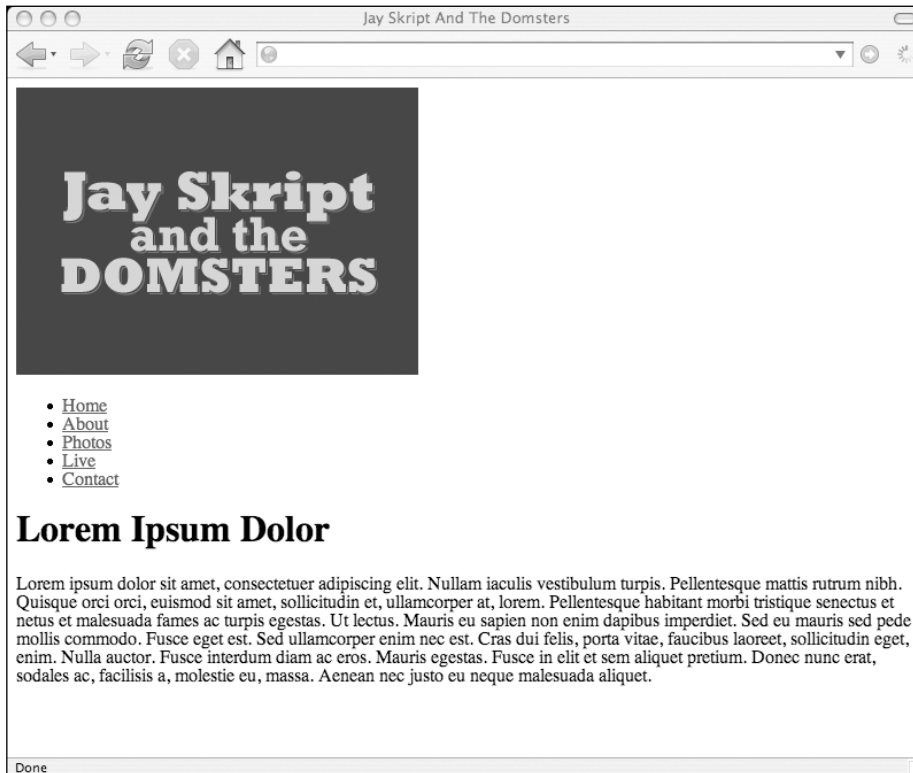 Jay Skript And The Domsters
Jay Skript
and the
DOMSTERS
Home
About
Photos
Live
Contact
Lorem Ipsum Dolor
Lorem ipsum dolor sit amet, consectetuer adipiscing elit. Nullam iaculis vestibulum turpis. Pellentesque mattis rutrum nibh.
Quisque orci orci, euismod sit amet, sollicitudin et, ullamcorper at, lorem. Pellentesque habitant morbi tristique senectus et
netus et malesuada fames ac turpis egestas. Ut lectus. Mauris eu sapien non enim dapibus imperdiet. Sed eu mauris sed pede
mollis commodo. Fusce eget est. Sed ullamcorper enim nec est. Cras dui felis, porta vitae, faucibus laoreet, sollicitudin eget,
enim. Nulla auctor. Fusce interdum diam ac eros. Mauris egestas. Fusce in elit et sem aliquet pretium. Donec nunc erat,
sodales ac, facilisis a, molestie eu, massa. Aenean nec justo eu neque malesuada aliquet.
Done